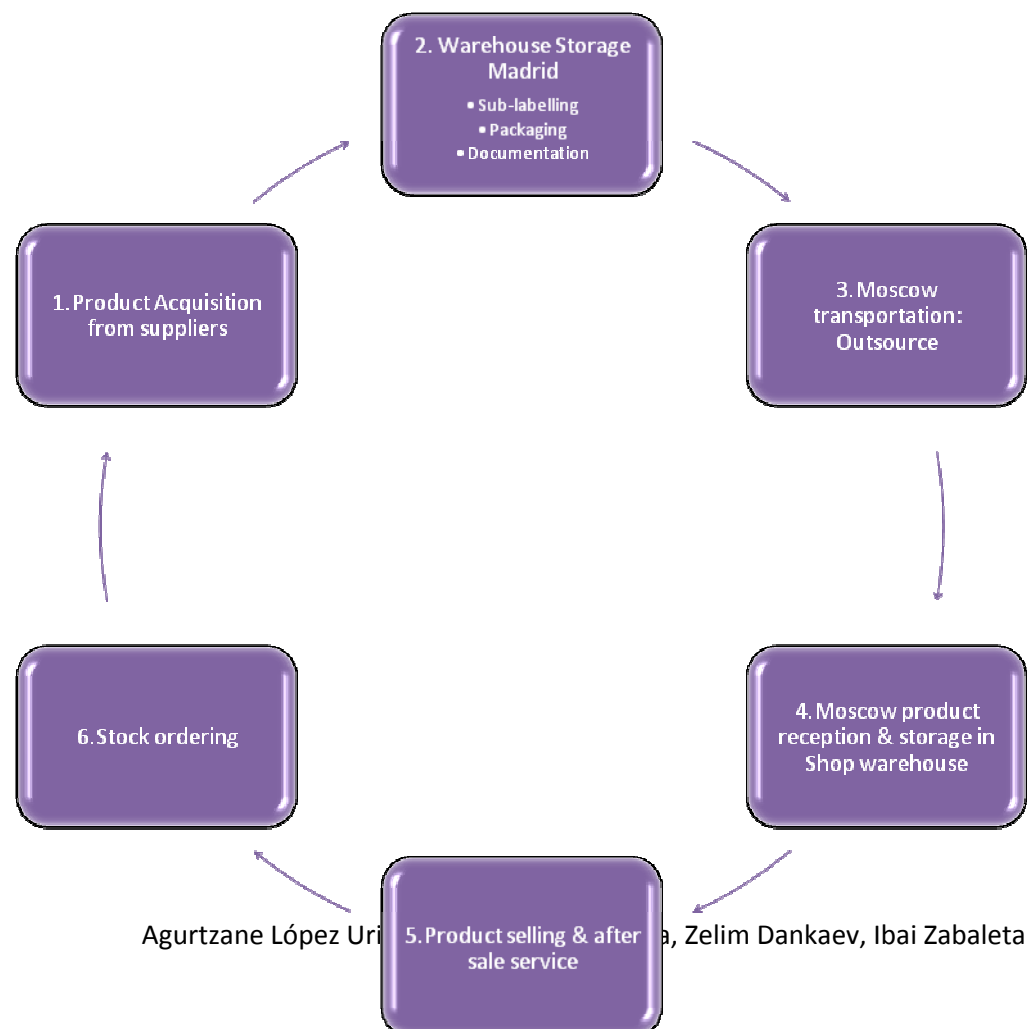 2. Warehouse Storage
Madrid
• Sub-labelling
• Packaging
• Documentation
1. Product Acquisition
from suppliers
3. Moscow
transportation:
Outsource
6. Stock ordering
4. Moscow product
reception & storage in
Shop warehouse
5. Product selling & after
sale service
Agurtzane López , Zelim Dankaev, Ibai Zabaleta